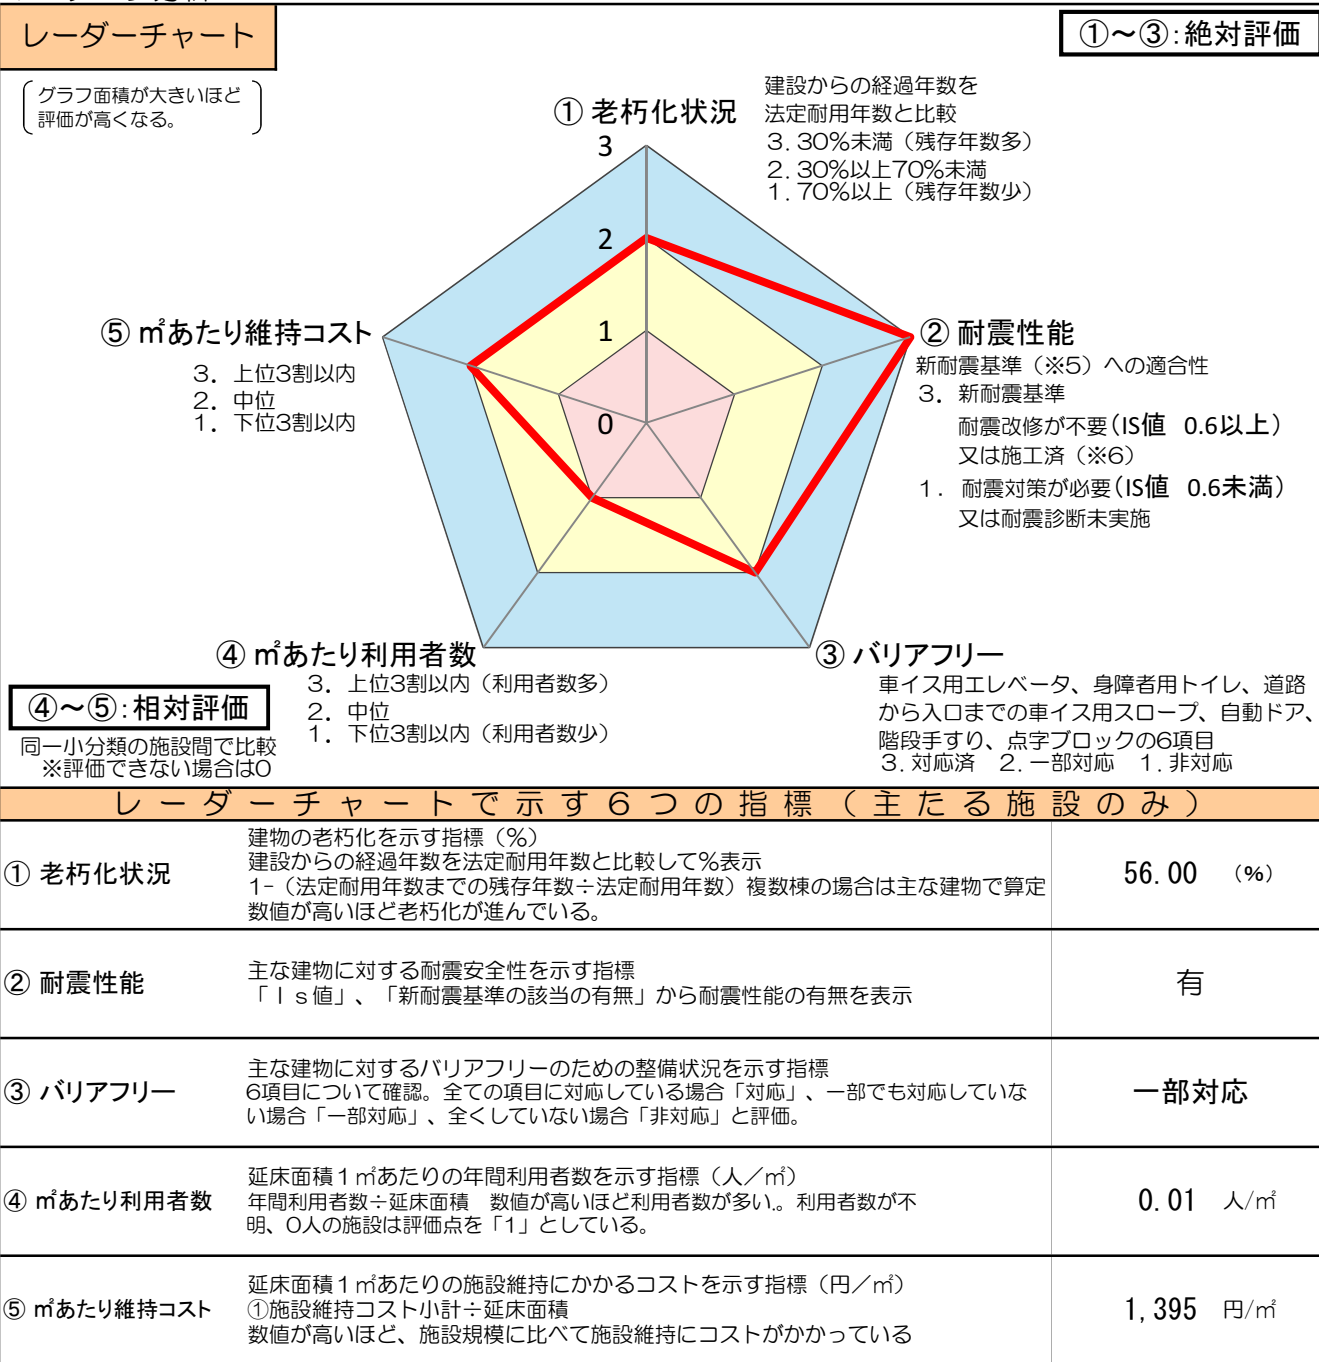 レーダーチャート
①～③:絶対評価
グラフ面積が大きいほど
評価が高くなる。
① 老朽化状況
建設からの経過年数を
法定耐用年数と比較
3. 30%未満（残存年数多）
2. 30%以上70%未満
1. 70%以上（残存年数少）
3
2
1
0
⑤ ㎡あたり維持コスト
3. 上位3割以内
2. 中位
1. 下位3割以内
② 耐震性能
新耐震基準（※5）への適合性
3. 新耐震基準
耐震改修が不要(IS値 0.6以上)
又は施工済（※6）
1. 耐震対策が必要(IS値 0.6未満)
又は耐震診断未実施
④ ㎡あたり利用者数
3. 上位3割以内（利用者数多）
2. 中位
1. 下位3割以内（利用者数少）
③ バリアフリー
車イス用エレベータ、身障者用トイレ、道路
から入口までの車イス用スロープ、自動ドア、
階段手すり、点字ブロックの6項目
3. 対応済 2. 一部対応 1. 非対応
④～⑤:相対評価
同一小分類の施設間で比較
※評価できない場合は0
レーダーチャートで示す6つの指標（主たる施設のみ）
① 老朽化状況
建物の老朽化を示す指標（%）
建設からの経過年数を法定耐用年数と比較して%表示
1-（法定耐用年数までの残存年数÷法定耐用年数）複数棟の場合は主な建物で算定
数値が高いほど老朽化が進んでいる。
56.00 (%)
② 耐震性能
主な建物に対する耐震安全性を示す指標
「Ｉｓ値」、「新耐震基準の該当の有無」から耐震性能の有無を表示
有
③ バリアフリー
主な建物に対するバリアフリーのための整備状況を示す指標
6項目について確認。全ての項目に対応している場合「対応」、一部でも対応していな
い場合「一部対応」、全くしていない場合「非対応」と評価。
一部対応
④ ㎡あたり利用者数
延床面積１㎡あたりの年間利用者数を示す指標（人／㎡）
年間利用者数÷延床面積 数値が高いほど利用者数が多い。利用者数が不
明、0人の施設は評価点を「1」としている。
0.01 人/㎡
⑤ ㎡あたり維持コスト
延床面積１㎡あたりの施設維持にかかるコストを示す指標（円／㎡）
①施設維持コスト小計÷延床面積
数値が高いほど、施設規模に比べて施設維持にコストがかかっている
1,395 円/㎡